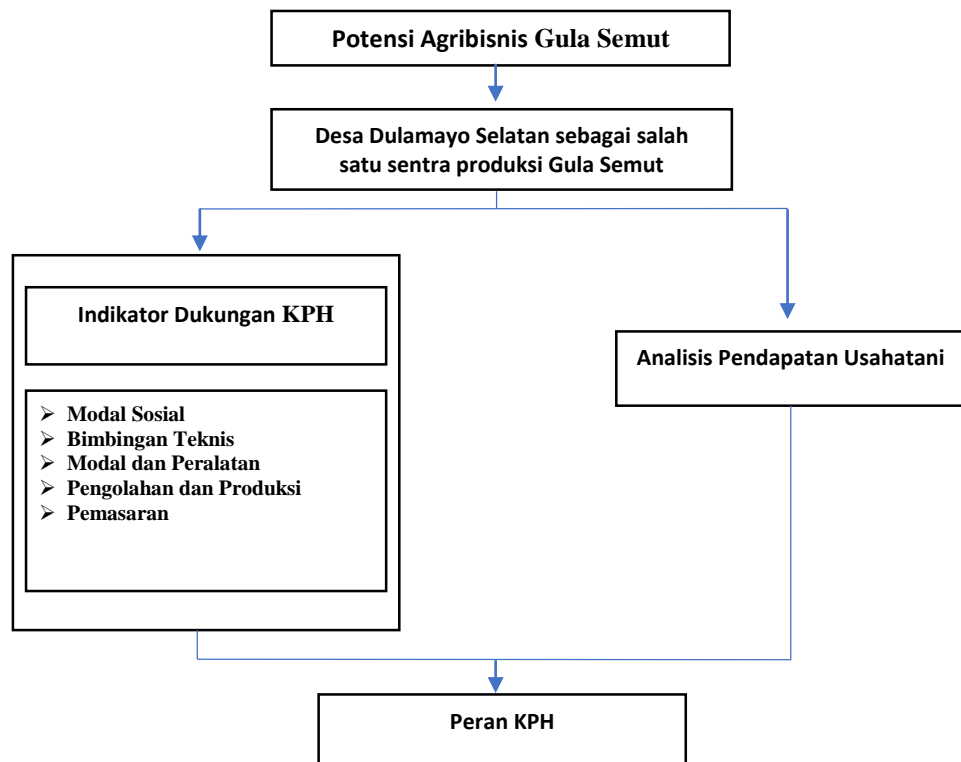 Potensi Agribisnis Gula Semut
Desa Dulamayo Selatan sebagai salah
satu sentra produksi Gula Semut
Indikator Dukungan KPH
➢ Modal Sosial
➢ Bimbingan Teknis
➢ Modal dan Peralatan
➢ Pengolahan dan Produksi
➢ Pemasaran
Analisis Pendapatan Usahatani
Peran KPH